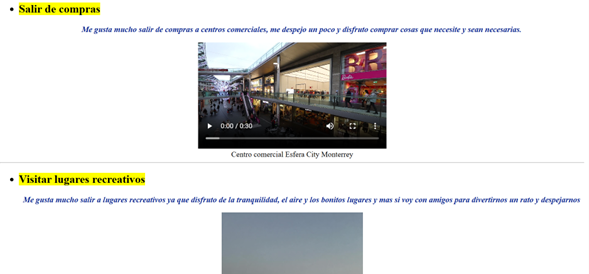 Salir de compras
Me gusta mucho salir de compras a centros comerciales, me despejo un poco y disfruto comprar cosas que necesite y sean necesarias.
0:00 / 0:30
Centro comercial Esfera City Monterrey
Visitar lugares recreativos
Me gusta mucho salir a lugares recreativos ya que disfruto de la tranquilidad, el aire y los bonitos lugares y mas si voy con amigos para divertirnos un rato y despejarnos